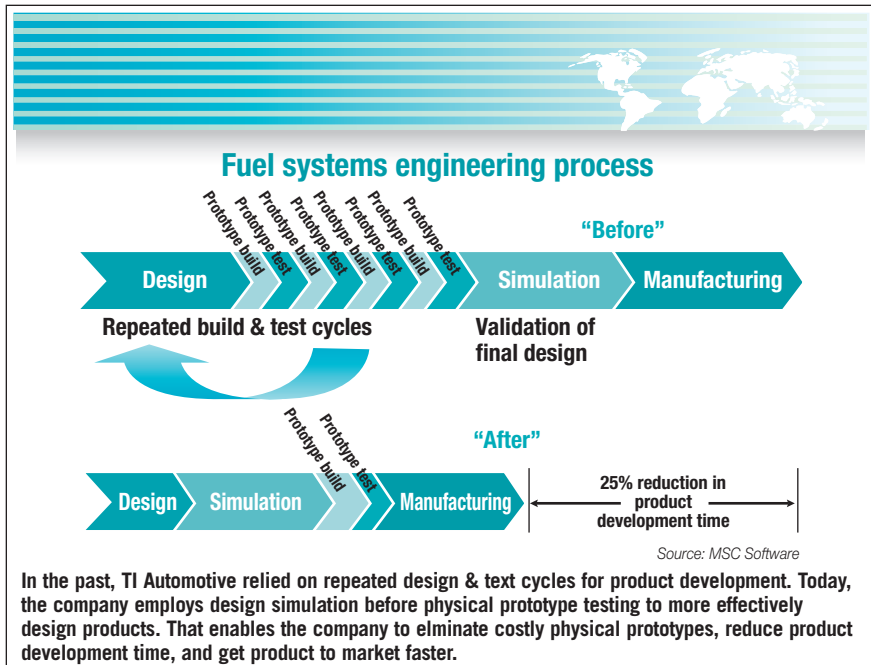 Fuel systems engineering process
Prototype build
Prototype test
Prototype build
Prototype test
Prototype build
Prototype test
Prototype build
Prototype test
“Before”
Design
Simulation
Manufacturing
Repeated build & test cycles
Validation of
final design
Prototype build
Prototype test
“After”
Design
Simulation
Manufacturing
25% reduction in
product
development time
Source: MSC Software
In the past, TI Automotive relied on repeated design & text cycles for product development. Today,
the company employs design simulation before physical prototype testing to more effectively
design products. That enables the company to elminate costly physical prototypes, reduce product
development time, and get product to market faster.